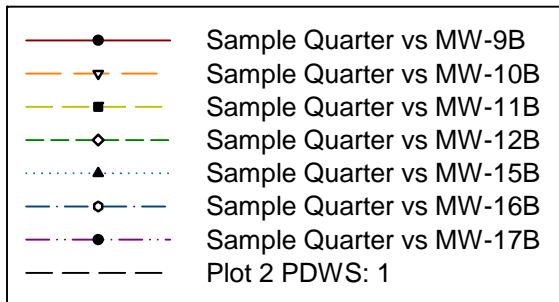 Sample Quarter vs MW-9B
Sample Quarter vs MW-10B
Sample Quarter vs MW-11B
Sample Quarter vs MW-12B
Sample Quarter vs MW-15B
Sample Quarter vs MW-16B
Sample Quarter vs MW-17B
Plot 2 PDWS: 1